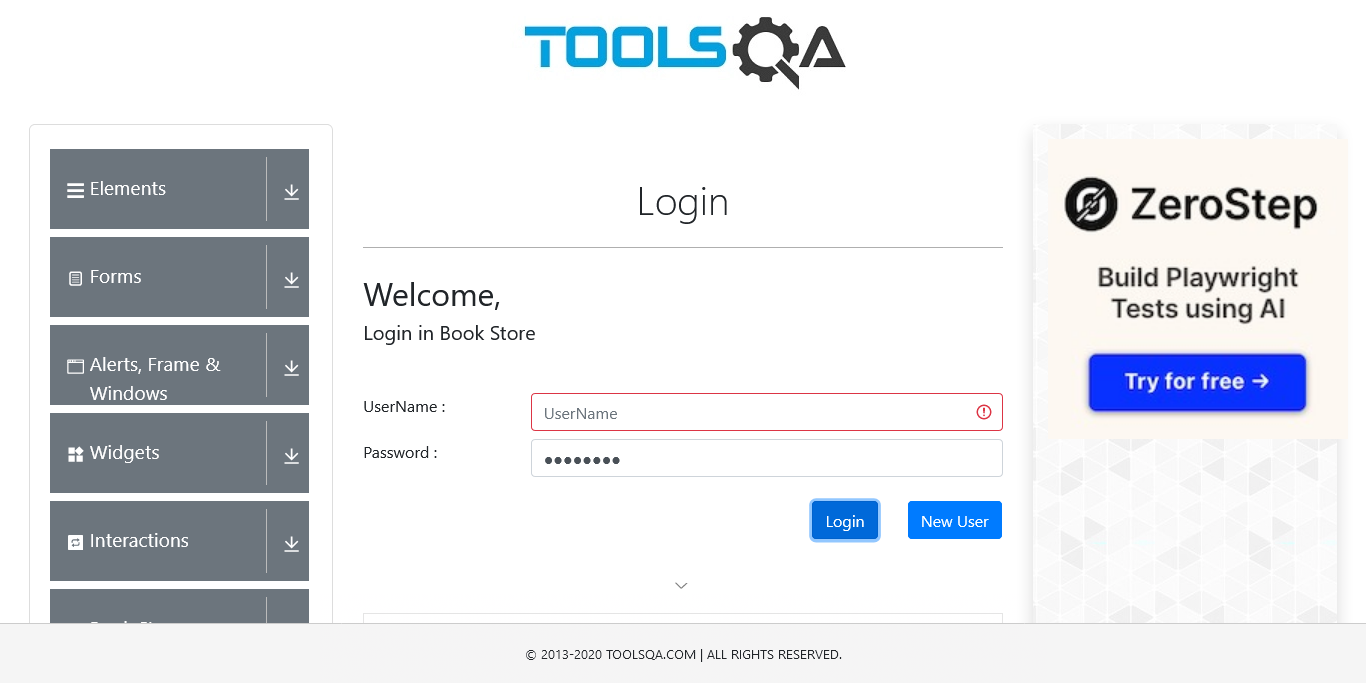 TOOLSQA
Elements
Forms
Alerts, Frame &
Windows
Widgets
Interactions
Login
Welcome,
Login in Book Store
UserName :
UserName
Password :
Login
New User
ZeroStep
Build Playwright
Tests using AI
Try for free →
© 2013-2020 TOOLSQA.COM | ALL RIGHTS RESERVED.